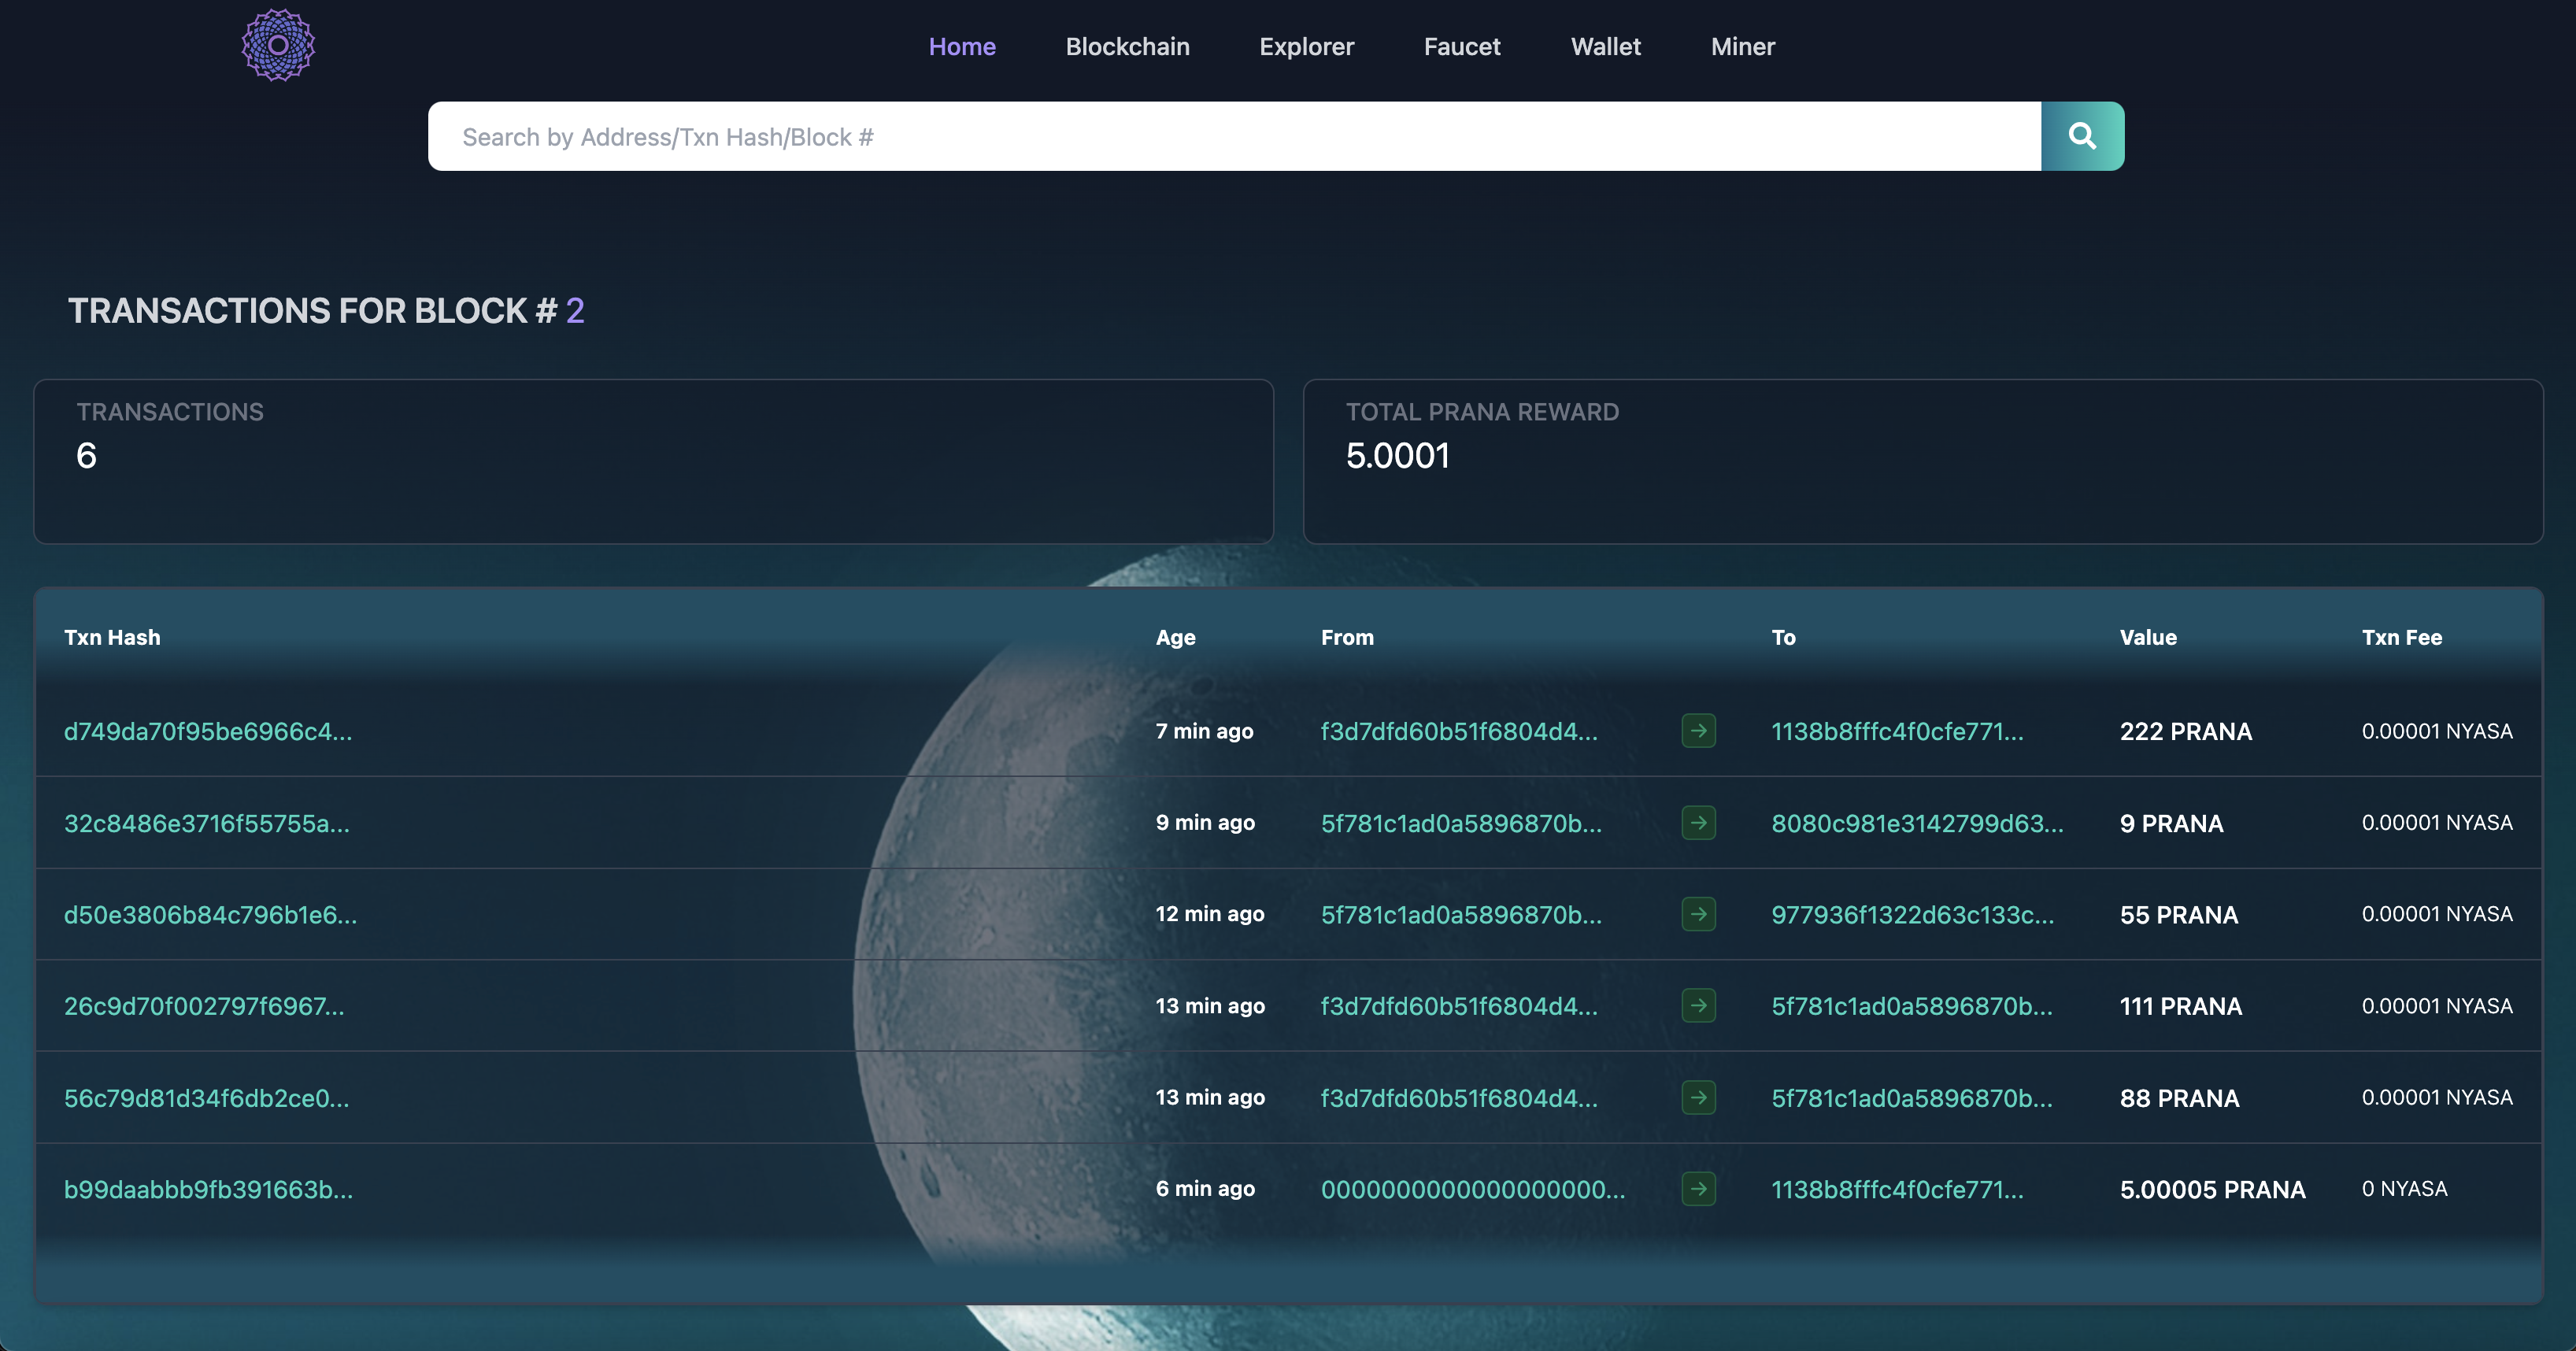 Home Blockchain Explorer Faucet Wallet Miner
Search by Address/Txn Hash/Block #
TRANSACTIONS FOR BLOCK # 2
TRANSACTIONS
6
TOTAL PRANA REWARD
5.0001
Txn Hash Age From To Value Txn Fee
d749da70f95be6966c4... 7 min ago f3d7dfd60b51f6804d4... 1138b8fffc4f0cfe771... 222 PRANA 0.00001 NYASA
32c8486e3716f55755a... 9 min ago 5f781c1ad0a5896870b... 8080c981e3142799d63... 9 PRANA 0.00001 NYASA
d50e3806b84c796b1e6... 12 min ago 5f781c1ad0a5896870b... 977936f1322d63c133c... 55 PRANA 0.00001 NYASA
26c9d70f002797f6967... 13 min ago f3d7dfd60b51f6804d4... 5f781c1ad0a5896870b... 111 PRANA 0.00001 NYASA
56c79d81d34f6db2ce0... 13 min ago f3d7dfd60b51f6804d4... 5f781c1ad0a5896870b... 88 PRANA 0.00001 NYASA
b99daabbb9fb391663b... 6 min ago 0000000000000000000... 1138b8fffc4f0cfe771... 5.00005 PRANA 0 NYASA